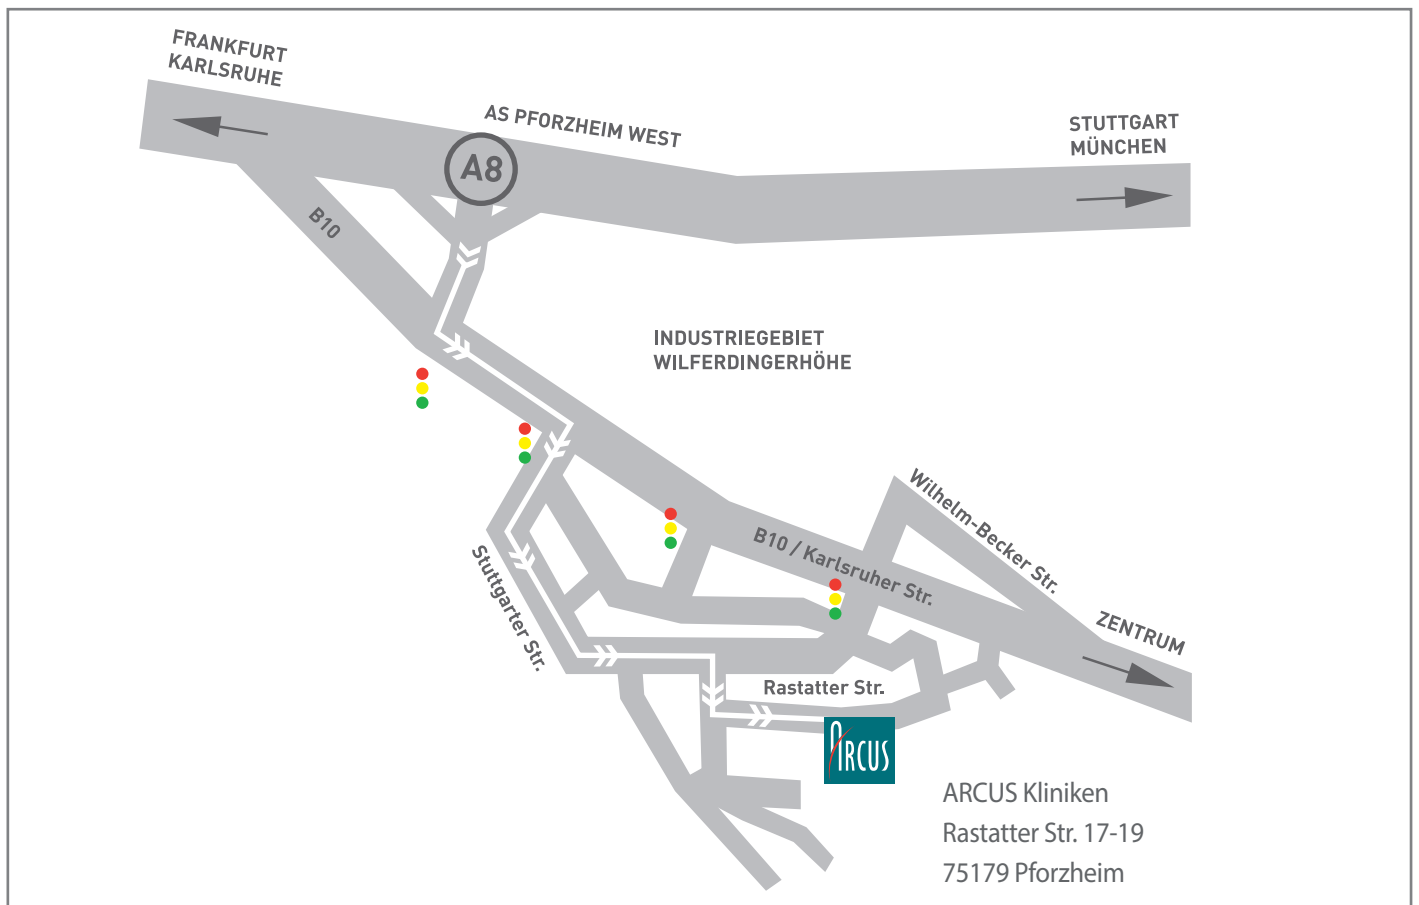 FRANKFURT
KARLSRUHE
AS PFORZHEIM WEST
STUTTGART
MÜNCHEN
A8
B10
INDUSTRIEGEBIET
WILFERDINGERHÖHE
Wilhelm-Becker Str.
B10 / Karlsruher Str.
Stuttgarter Str.
ZENTRUM
Rastatter Str.
ARCUS
ARCUS Kliniken
Rastatter Str. 17-19
75179 Pforzheim